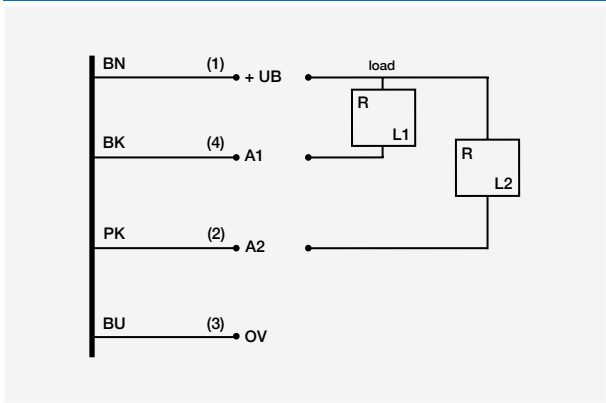 BN (1) + UB
load
R
L1
BK (4) A1
R
L2
PK (2) A2
BU (3) OV